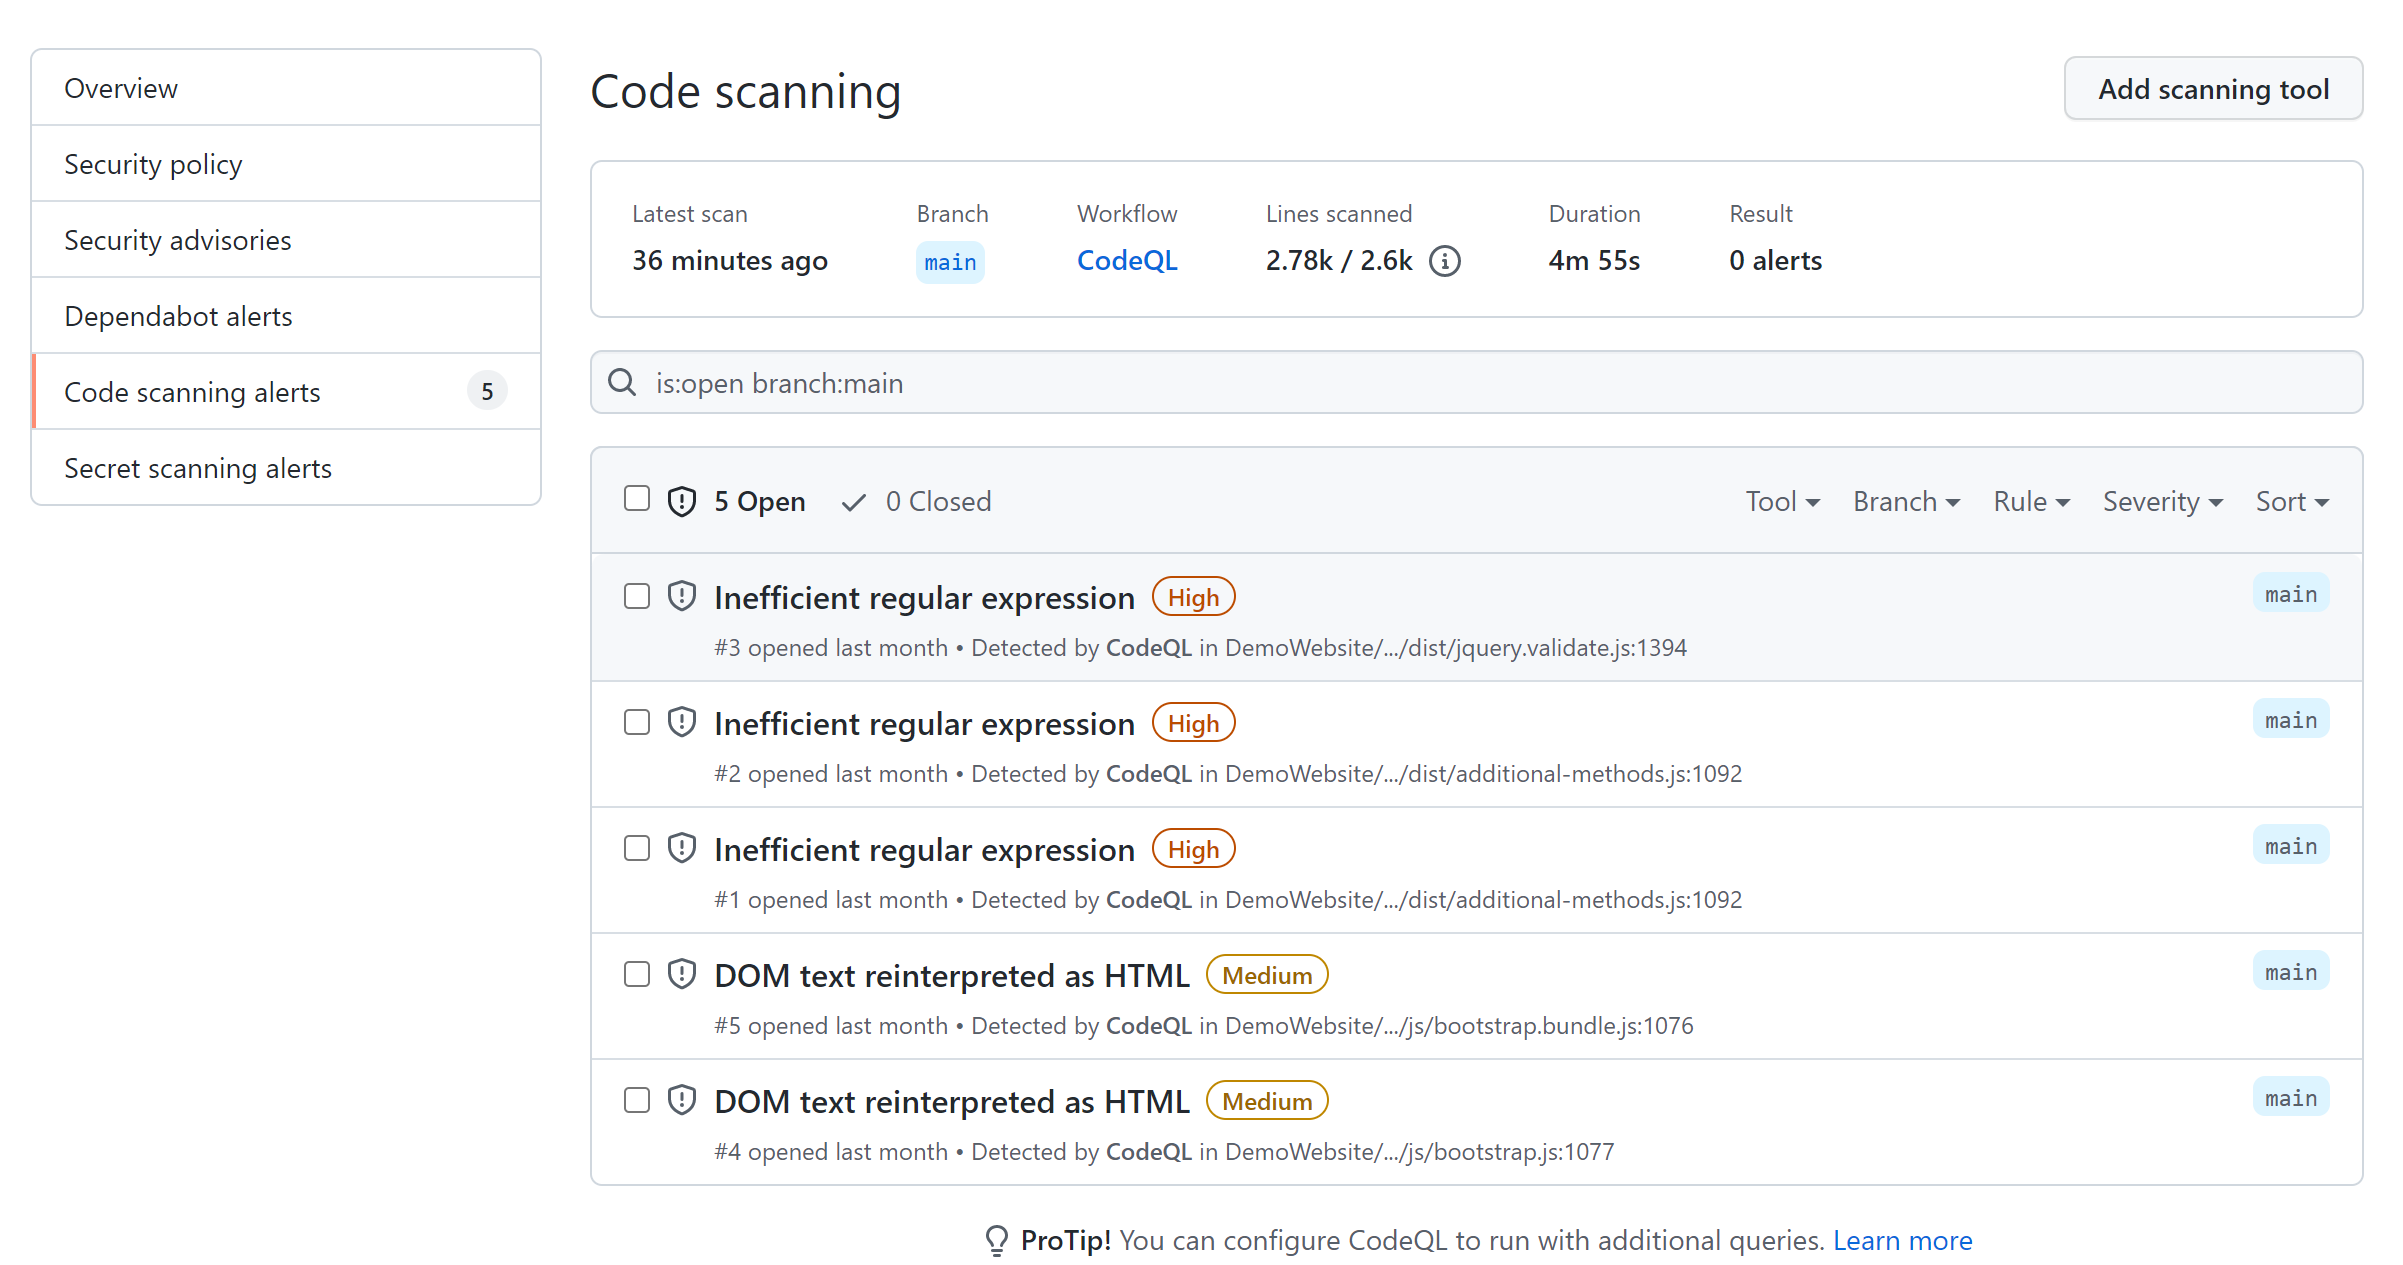 Overview
Security policy
Security advisories
Dependabot alerts
Code scanning alerts 5
Secret scanning alerts
Code scanning
Add scanning tool
Latest scan Branch Workflow Lines scanned Duration Result
36 minutes ago main CodeQL 2.78k / 2.6k 4m 55s 0 alerts
is:open branch:main
5 Open 0 Closed Tool Branch Rule Severity Sort
Inefficient regular expression High main
#3 opened last month • Detected by CodeQL in DemoWebsite/.../dist/jquery.validate.js:1394
Inefficient regular expression High main
#2 opened last month • Detected by CodeQL in DemoWebsite/.../dist/additional-methods.js:1092
Inefficient regular expression High main
#1 opened last month • Detected by CodeQL in DemoWebsite/.../dist/additional-methods.js:1092
DOM text reinterpreted as HTML Medium main
#5 opened last month • Detected by CodeQL in DemoWebsite/.../js/bootstrap.bundle.js:1076
DOM text reinterpreted as HTML Medium main
#4 opened last month • Detected by CodeQL in DemoWebsite/.../js/bootstrap.js:1077
ProTip! You can configure CodeQL to run with additional queries. Learn more